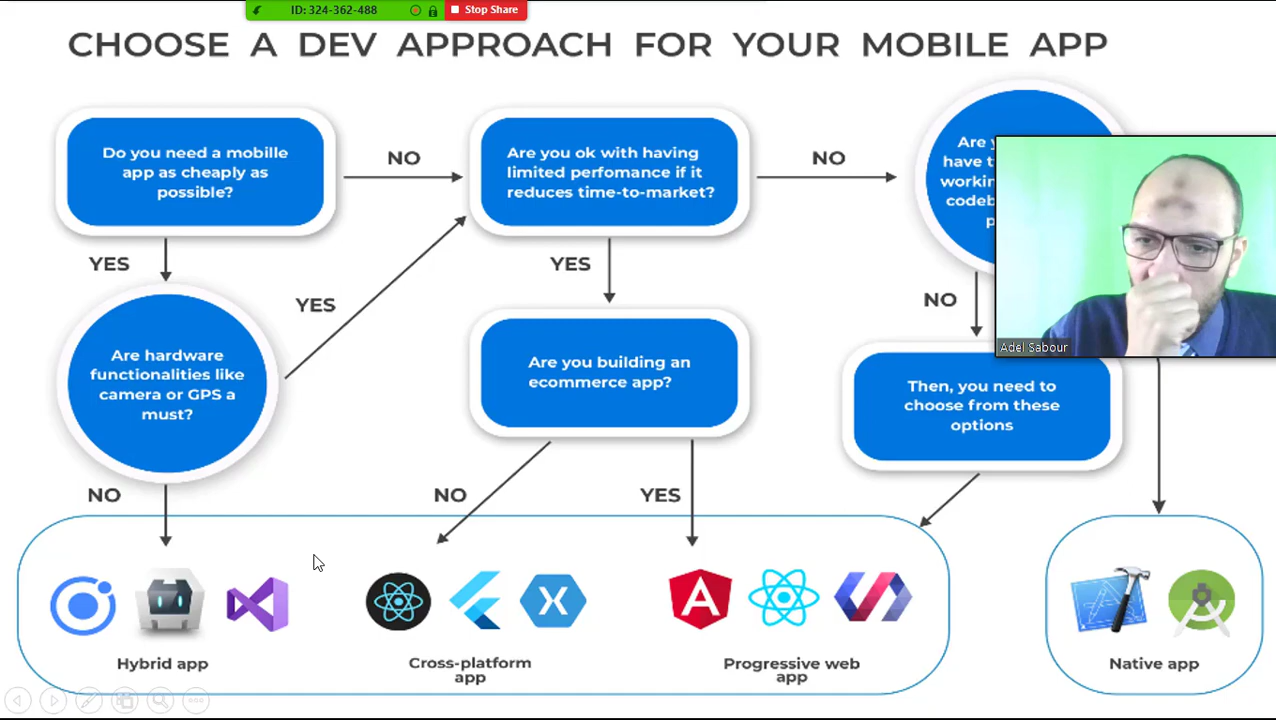 ID: 324-362-488
Stop Share
CHOOSE A DEV APPROACH FOR YOUR MOBILE APP
Do you need a mobille
app as cheaply as
possible?
NO
Are you ok with having
limited perfomance if it
reduces time-to-market?
NO
Are
have
working
YES
YES
YES
NO
Adel Sabour
Are hardware
functionalities like
camera or GPS a
must?
Are you building an
ecommerce app?
Then, you need to
choose from these
options
NO
NO
YES
Hybrid app
Cross-platform
app
Progressive web
app
Native app